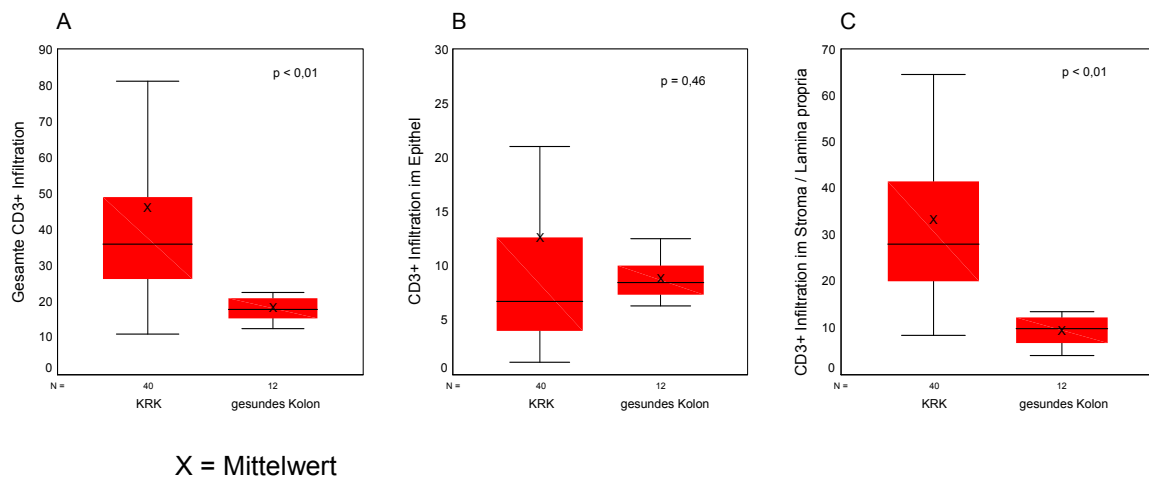 A
Gesamte CD3+ Infiltration
90
80
70
60
50
40
30
20
10
0
p < 0,01
X
X
N =
40
12
KRK
gesundes Kolon
B
CD3+ Infiltration im Epithel
30
25
20
15
10
5
0
p = 0,46
X
X
N =
40
12
KRK
gesundes Kolon
C
CD3+ Infiltration im Stroma / Lamina propria
70
60
50
40
30
20
10
0
p < 0,01
X
X
N =
40
12
KRK
gesundes Kolon
X = Mittelwert